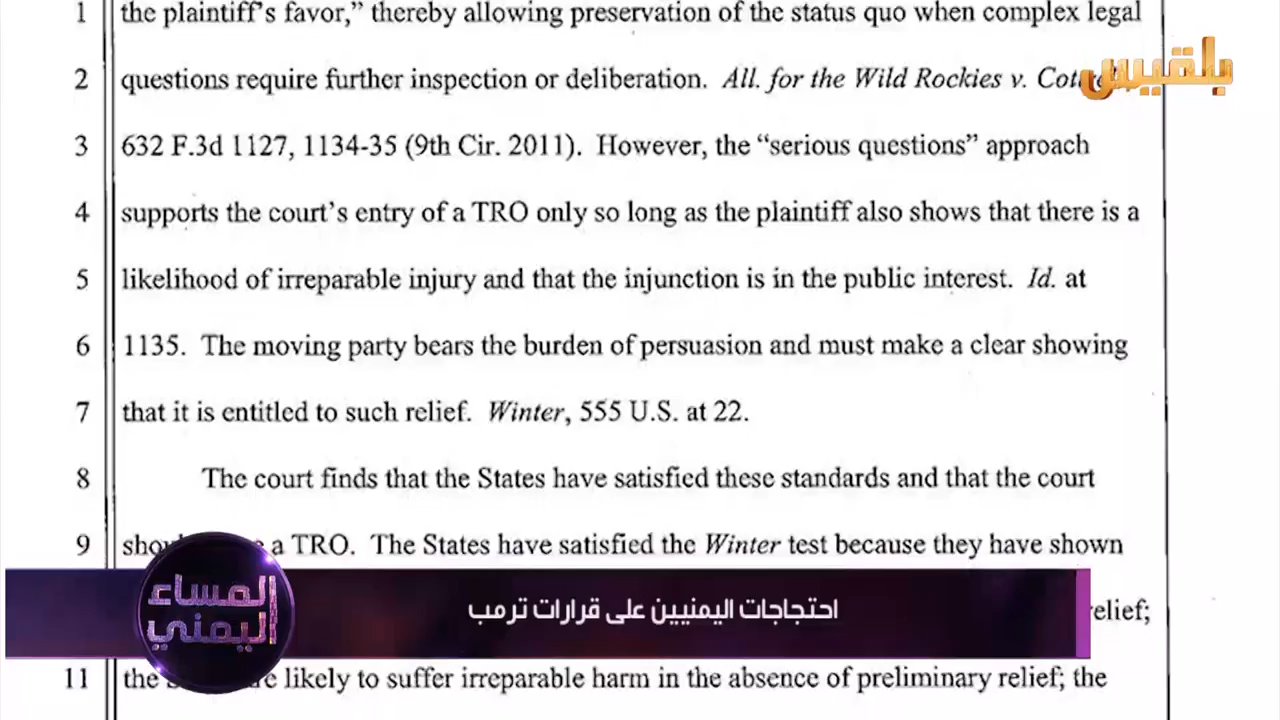 1 the plaintiff's favor,” thereby allowing preservation of the status quo when complex legal
بلقيس
2 questions require further inspection or deliberation. All. for the Wild Rockies v.
3 632 F.3d 1127, 1134-35 (9th Cir. 2011). However, the “serious questions” approach
4 supports the court’s entry of a TRO only so long as the plaintiff also shows that there is a
5 likelihood of irreparable injury and that the injunction is in the public interest. Id. at
6 1135. The moving party bears the burden of persuasion and must make a clear showing
7 that it is entitled to such relief. Winter, 555 U.S. at 22.
8 The court finds that the States have satisfied these standards and that the court
9 a TRO. The States have satisfied the Winter test because they have shown
المساء
اليمني
احتجاجات اليمنيين على قرارات ترمب
relief;
11 the likely to suffer irreparable harm in the absence of preliminary relief; the